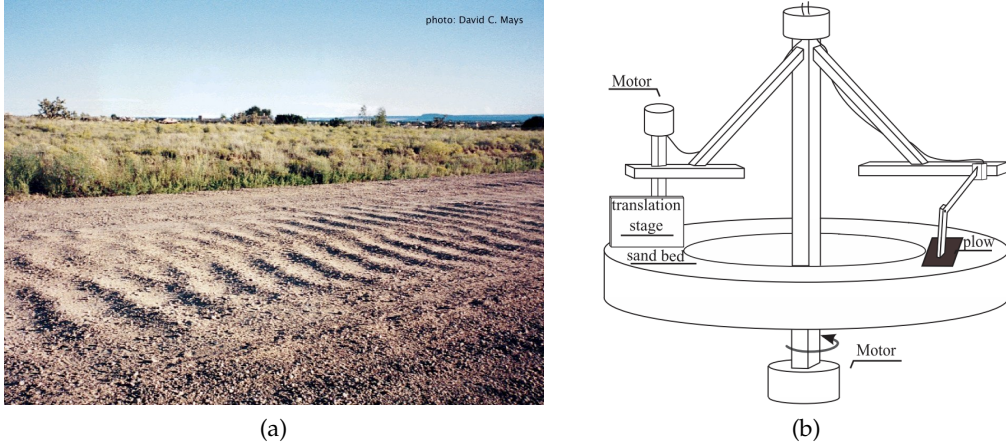 photo: David C. Mays
Motor
translation
stage
sand bed
plow
Motor
(a)
(b)